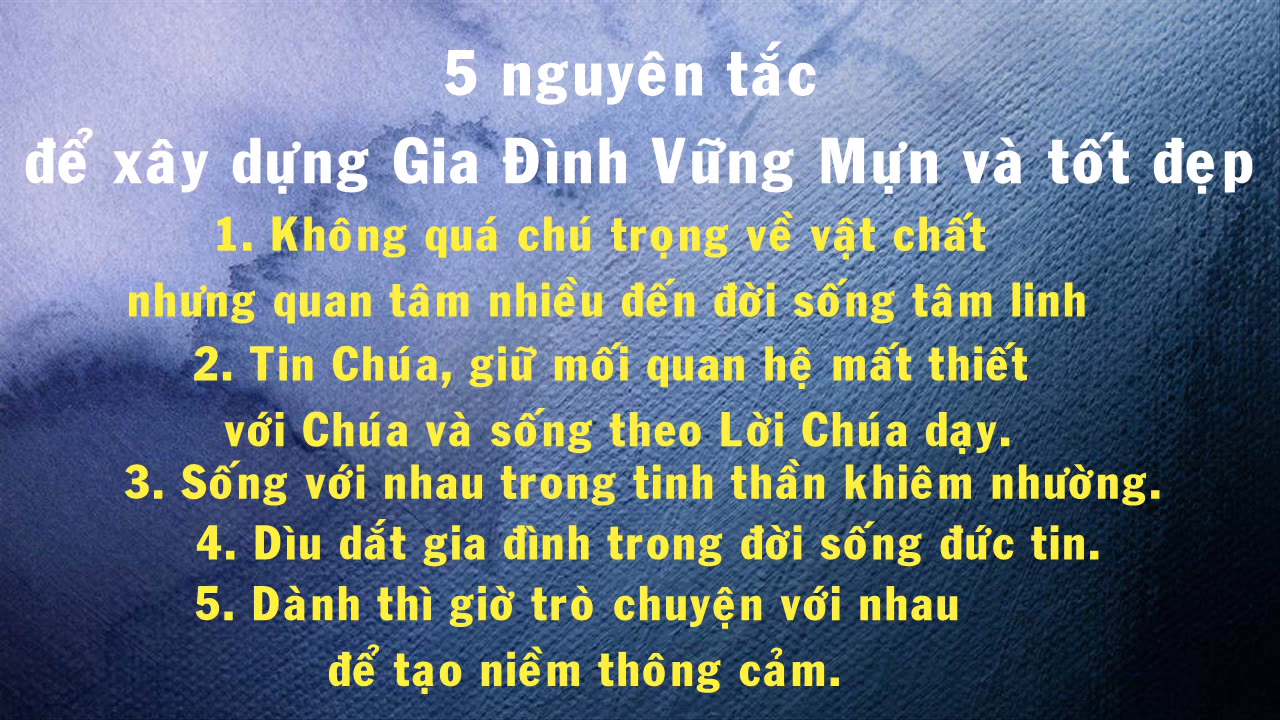 5 nguyên tắc
để xây dựng Gia Đình Vững Mựn và tốt đẹp
1. Không quá chú trọng về vật chất
nhưng quan tâm nhiều đến đời sống tâm linh
2. Tin Chúa, giữ mối quan hệ mất thiết
với Chúa và sống theo Lời Chúa dạy.
3. Sống với nhau trong tinh thần khiêm nhường.
4. Dìu dắt gia đình trong đời sống đức tin.
5. Dành thì giờ trò chuyện với nhau
để tạo niềm thông cảm.